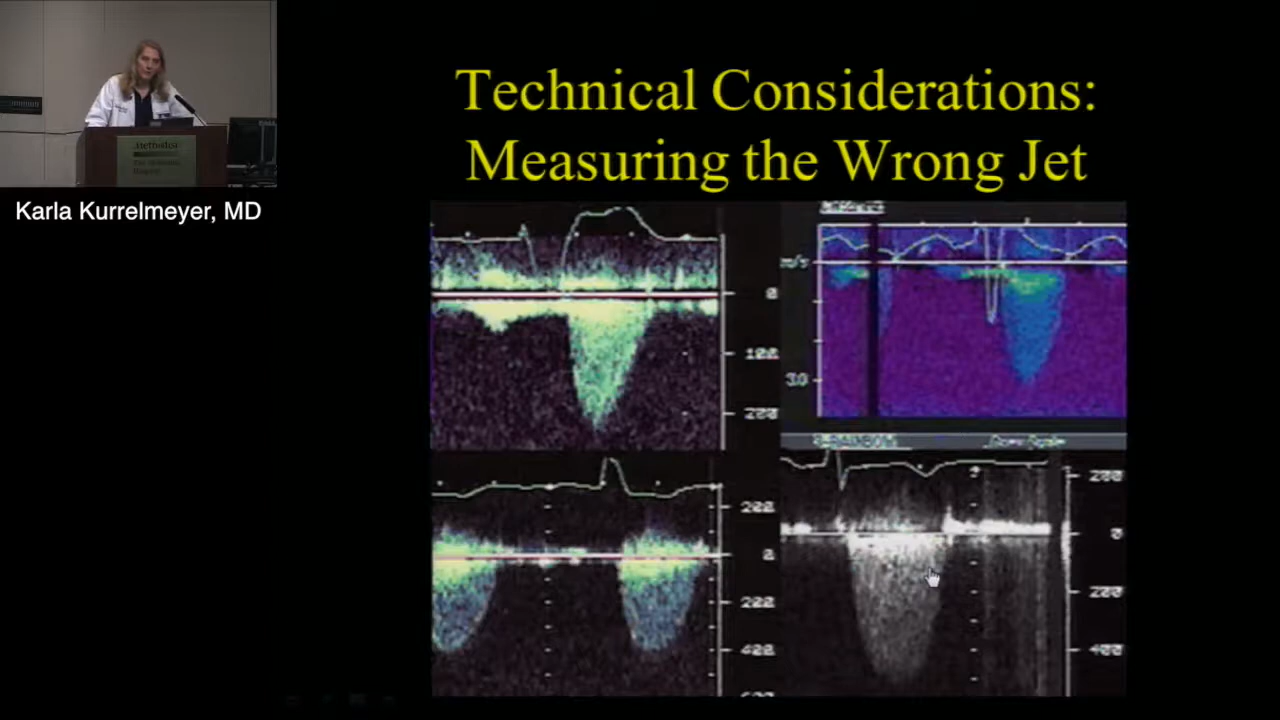 Technical Considerations:
Measuring the Wrong Jet
Karla Kurrelmeyer, MD
Methodist
0
100
200
m/s
3.0
200
0
200
400
200
0
200
400